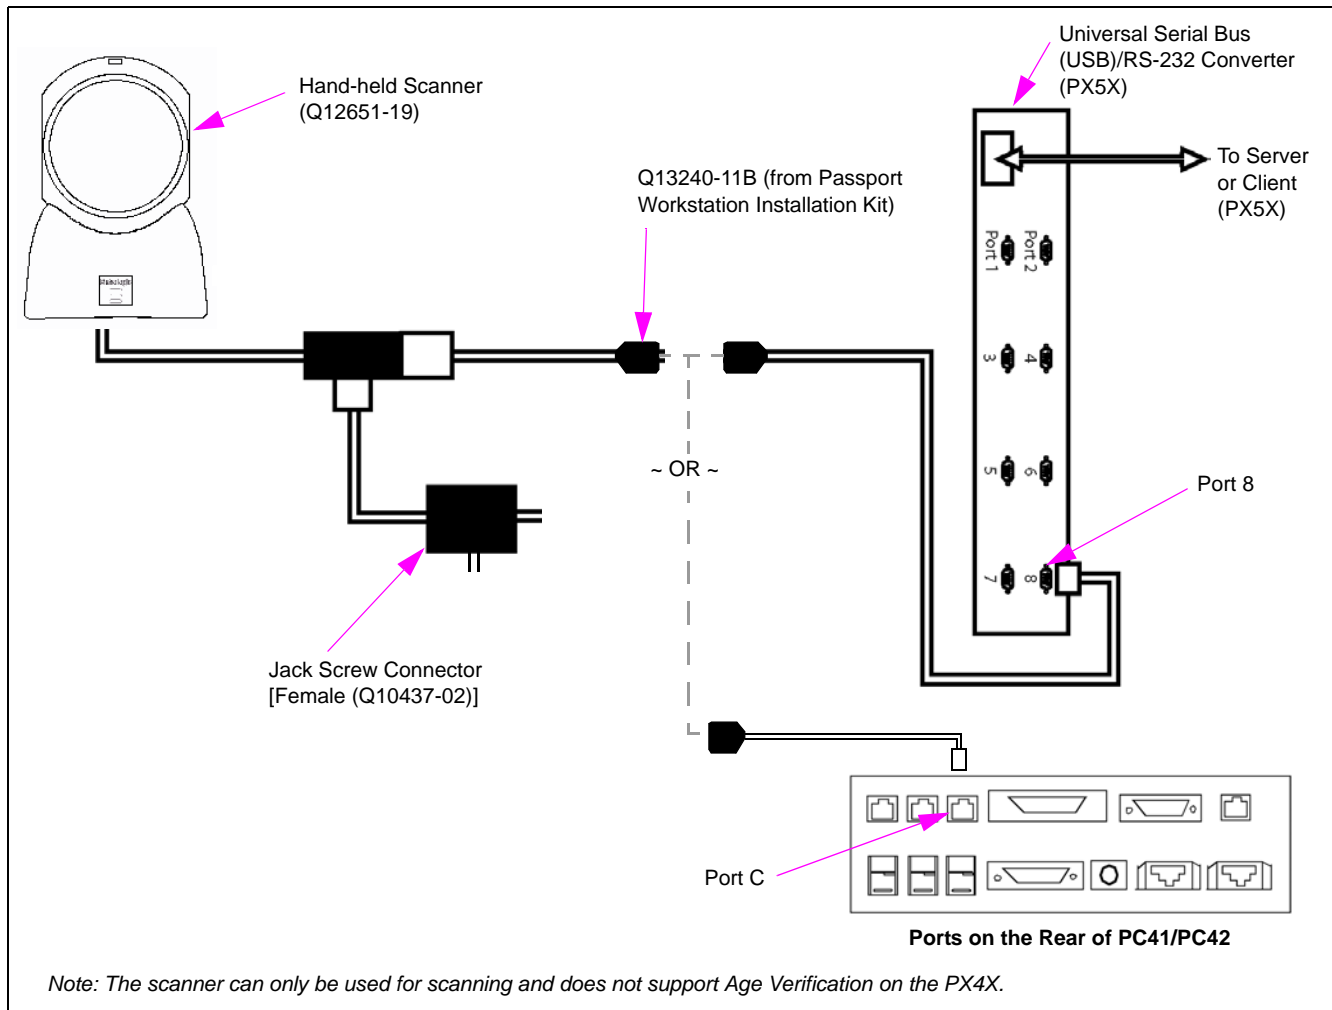 Universal Serial Bus
(USB)/RS-232 Converter
(PX5X)
Hand-held Scanner
(Q12651-19)
To Server
or Client
(PX5X)
Q13240-11B (from Passport
Workstation Installation Kit)
Port 1
Port 2
3
4
~ OR ~
5
6
Port 8
7
8
Jack Screw Connector
[Female (Q10437-02)]
Port C
Ports on the Rear of PC41/PC42
Note: The scanner can only be used for scanning and does not support Age Verification on the PX4X.